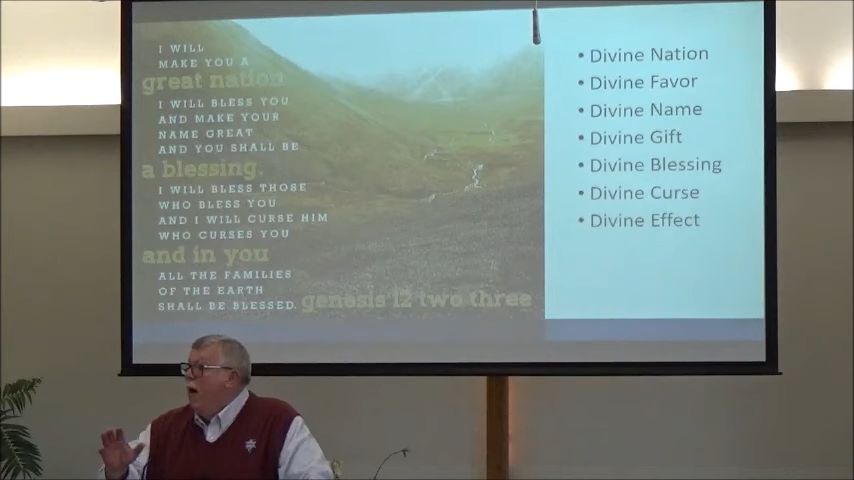 I WILL
MAKE YOU A
great nation
I WILL BLESS YOU
AND MAKE YOUR
NAME GREAT
AND YOU SHALL BE
a blessing.
I WILL BLESS THOSE
WHO BLESS YOU
AND I WILL CURSE HIM
WHO CURSES YOU
and in you
ALL THE FAMILIES
OF THE EARTH
SHALL BE BLESSED.
genesis 12 two three
• Divine Nation
• Divine Favor
• Divine Name
• Divine Gift
• Divine Blessing
• Divine Curse
• Divine Effect